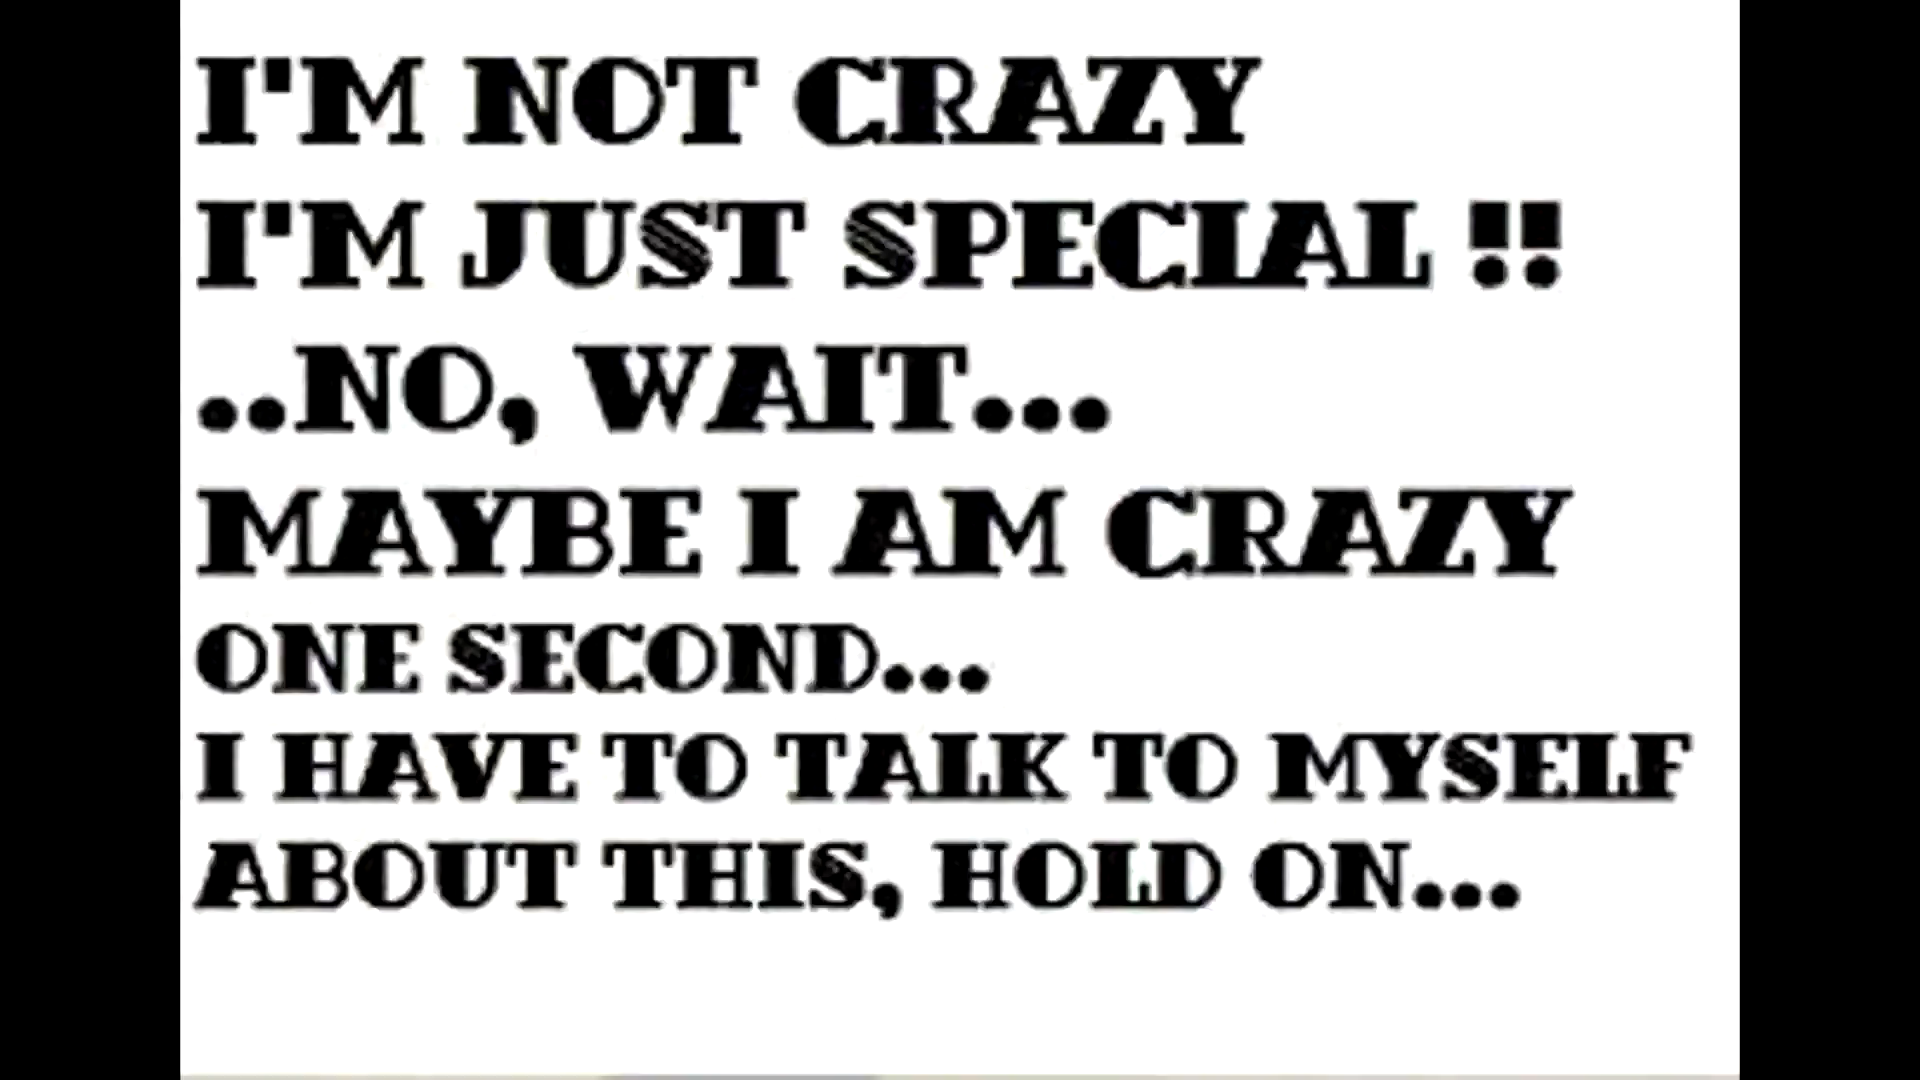 I'M NOT CRAZY
I'M JUST SPECIAL !!
..NO, WAIT...
MAYBE I AM CRAZY
ONE SECOND...
I HAVE TO TALK TO MYSELF
ABOUT THIS, HOLD ON...